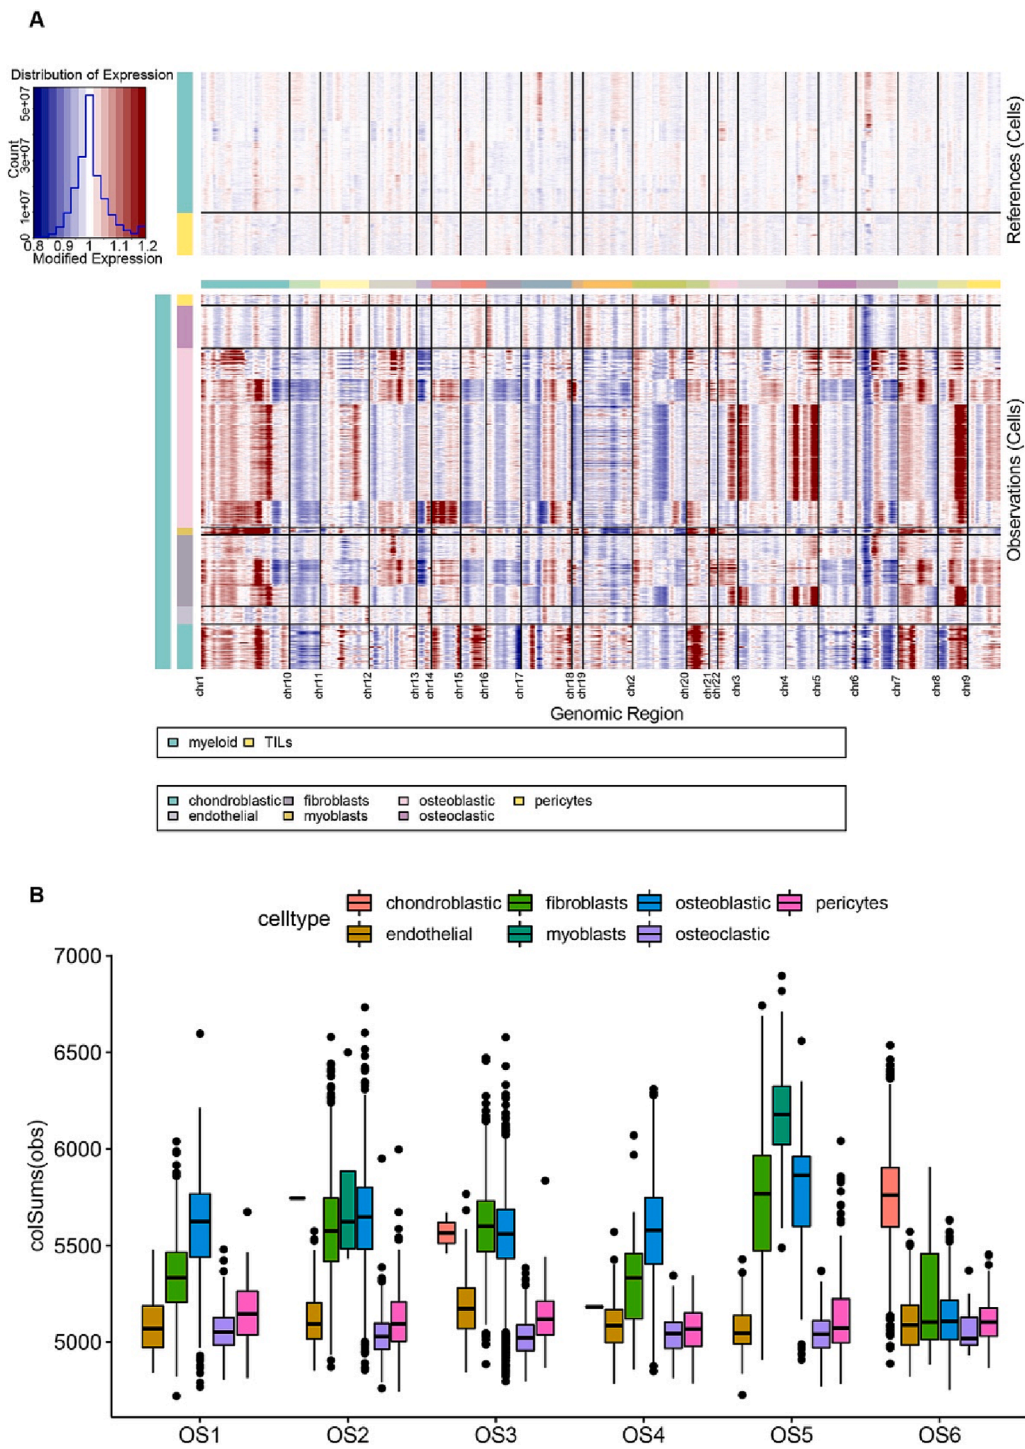 A
Distribution of Expression
Count
0 1e+07 3e+07 5e+07
0.8 0.9 1 1.1 1.2
Modified Expression
References (Cells)
Observations (Cells)
chr1 chr10 chr11 chr12 chr13 chr14 chr15 chr16 chr17 chr18 chr19 chr2 chr20 chr21 chr22 chr3 chr4 chr5 chr6 chr7 chr8 chr9
Genomic Region
myeloid TILs
chondroblastic fibroblasts osteoblastic pericytes
endothelial myoblasts osteoclastic
B
celltype
chondroblastic fibroblasts osteoblastic pericytes
endothelial myoblasts osteoclastic
colSums(obs)
7000
6500
6000
5500
5000
OS1 OS2 OS3 OS4 OS5 OS6